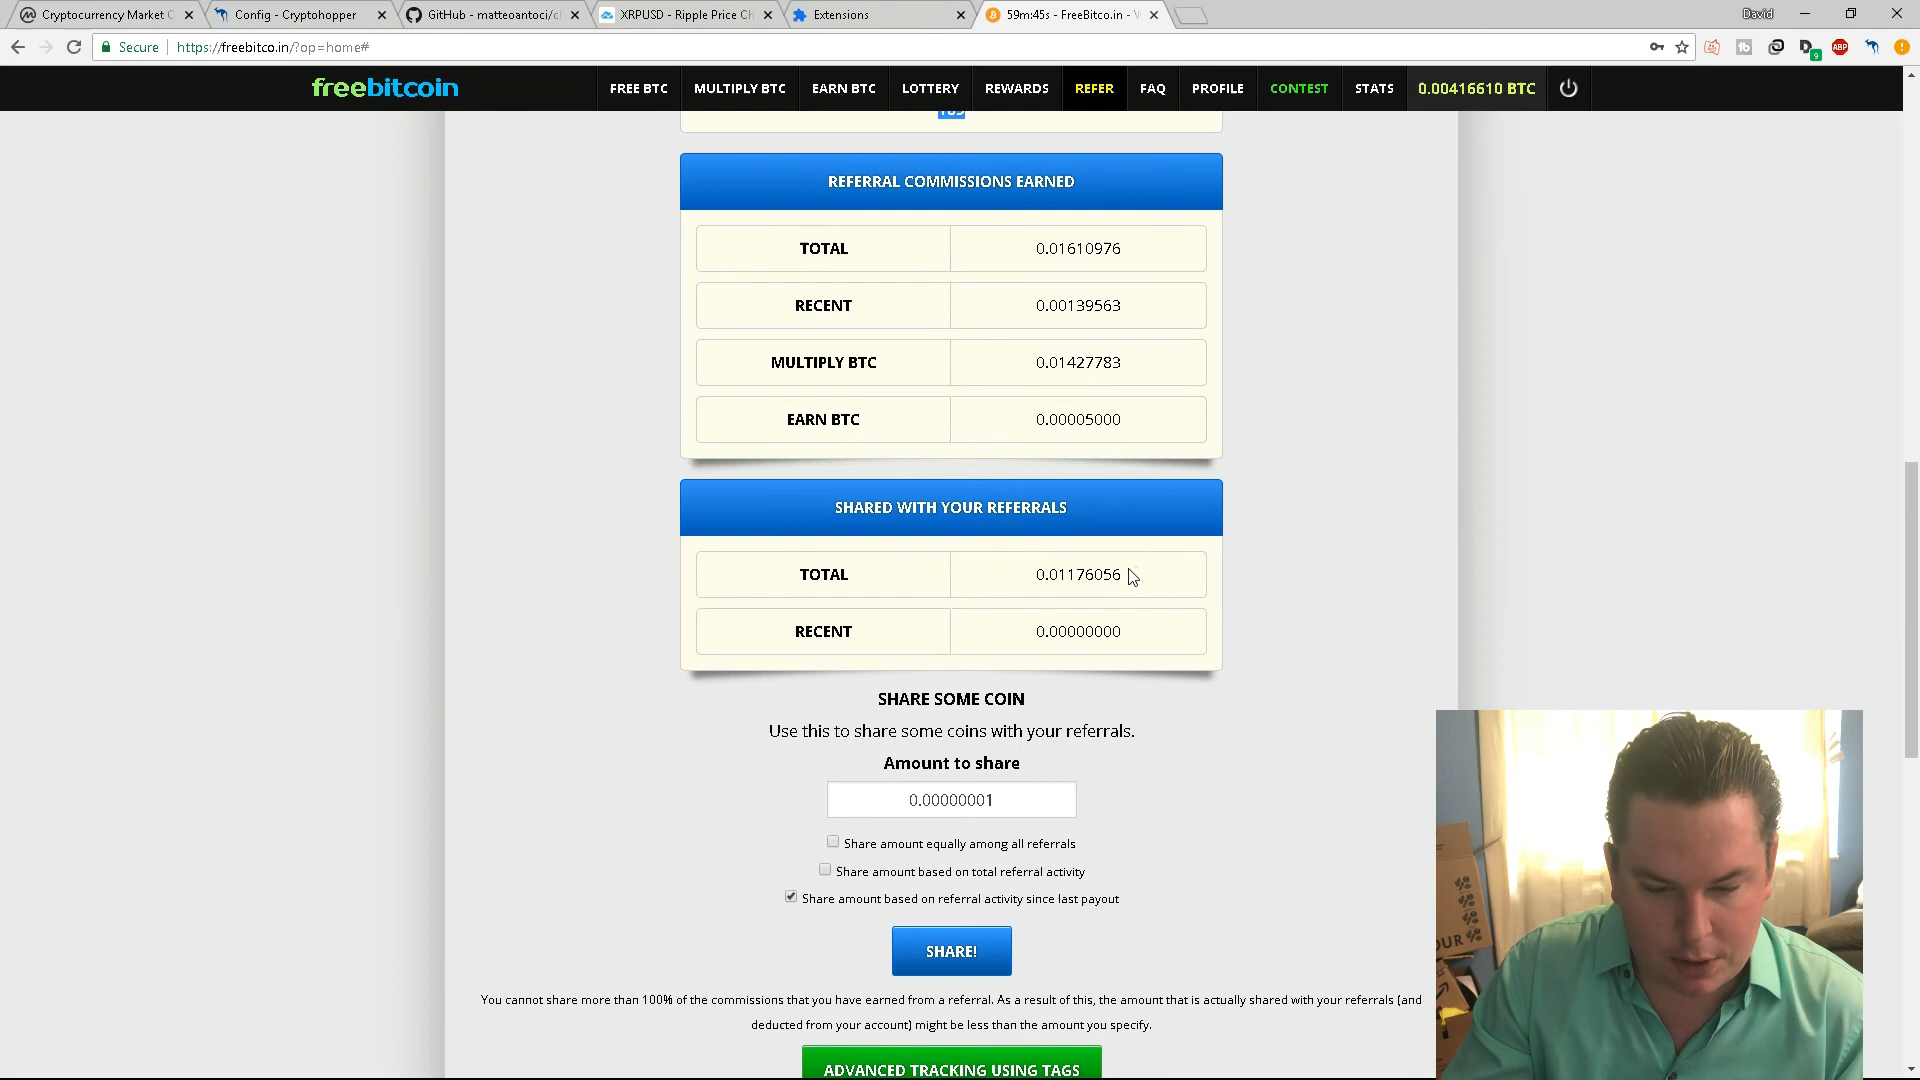 Cryptocurrency Market C
Config - Cryptohopper
GitHub - matteoantoci/cl
XRPUSD - Ripple Price Ch
Extensions
59m:45s - FreeBitco.in - V
David
Secure
https://freebitco.in/?op=home#
ABP
9
freebitcoin
FREE BTC
MULTIPLY BTC
EARN BTC
LOTTERY
REWARDS
REFER
FAQ
PROFILE
CONTEST
STATS
0.00416610 BTC
REFERRAL COMMISSIONS EARNED
TOTAL 0.01610976
RECENT 0.00139563
MULTIPLY BTC 0.01427783
EARN BTC 0.00005000
SHARED WITH YOUR REFERRALS
TOTAL 0.01176056
RECENT 0.00000000
SHARE SOME COIN
Use this to share some coins with your referrals.
Amount to share
0.00000001
Share amount equally among all referrals
Share amount based on total referral activity
Share amount based on referral activity since last payout
SHARE!
You cannot share more than 100% of the commissions that you have earned from a referral. As a result of this, the amount that is actually shared with your referrals (and
deducted from your account) might be less than the amount you specify.
ADVANCED TRACKING USING TAGS